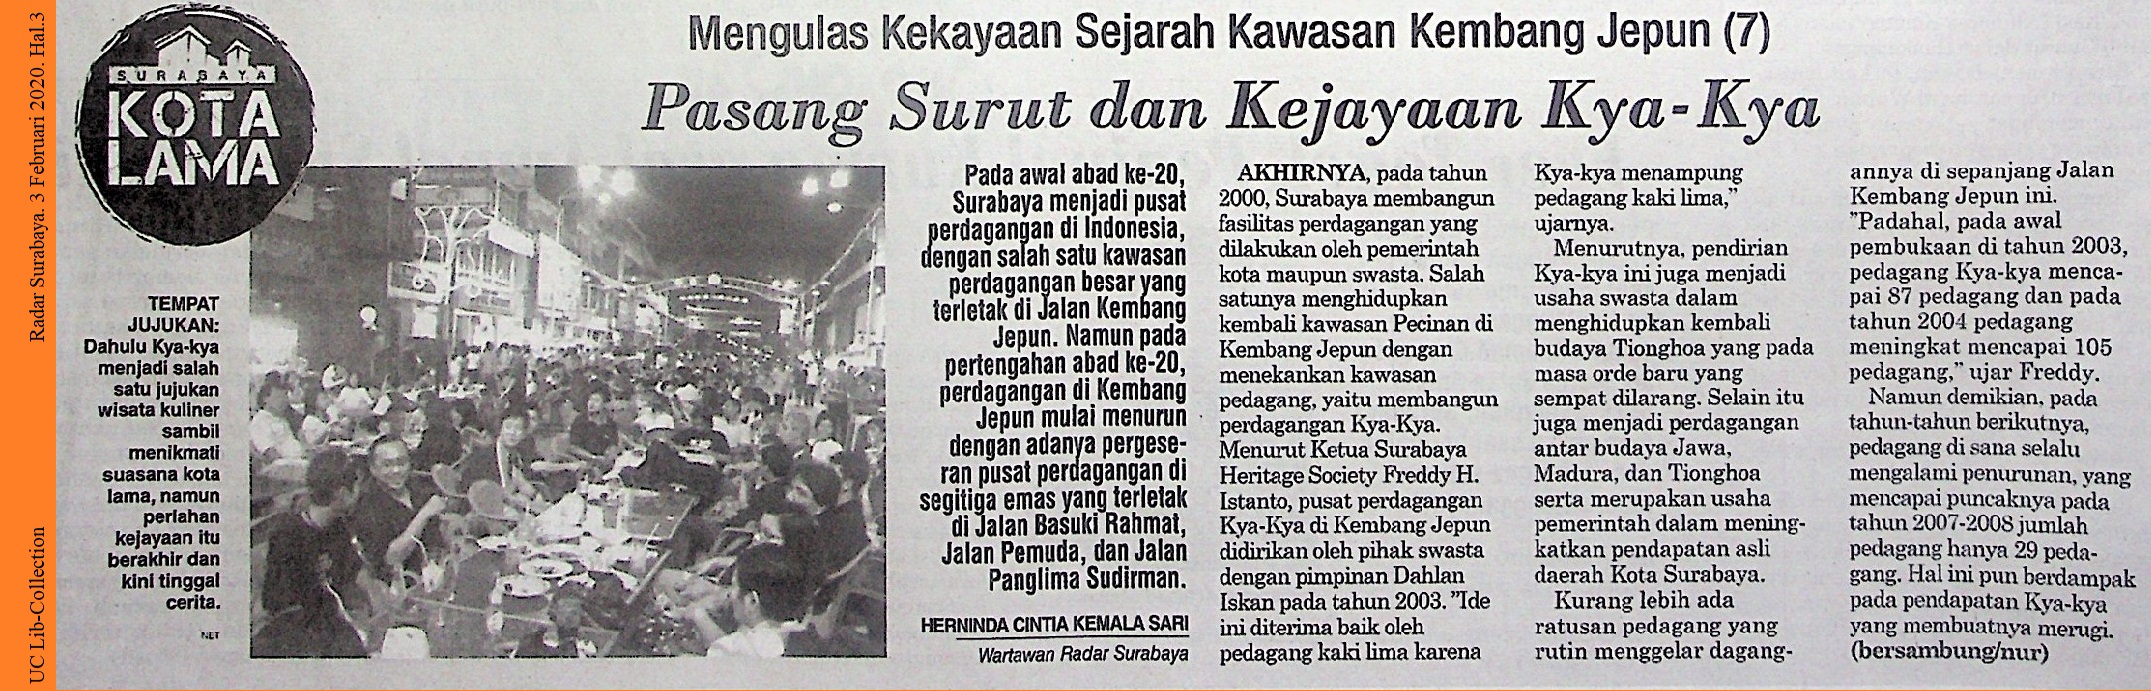 Radar Surabaya. 3 Februari 2020. Hal.3
UC Lib-Collection
SURABAYA
KOTA
LAMA
Mengulas Kekayaan Sejarah Kawasan Kembang Jepun (7)
Pasang Surut dan Kejayaan Kya-Kya
TEMPAT
JUJUKAN:
Dahulu Kya-kya
menjadi salah
satu jujukan
wisata kuliner
sambil
menikmati
suasana kota
lama, namun
perlahan
kejayaan itu
berakhir dan
kini tinggal
cerita.
NET
Pada awal abad ke-20,
Surabaya menjadi pusat
perdagangan di Indonesia,
dengan salah satu kawasan
perdagangan besar yang
terletak di Jalan Kembang
Jepun. Namun pada
pertengahan abad ke-20,
perdagangan di Kembang
Jepun mulai menurun
dengan adanya pergese-
ran pusat perdagangan di
segitiga emas yang terletak
di Jalan Basuki Rahmat,
Jalan Pemuda, dan Jalan
Panglima Sudirman.
HERNINDA CINTIA KEMALA SARI
Wartawan Radar Surabaya
AKHIRNYA, pada tahun
2000, Surabaya membangun
fasilitas perdagangan yang
dilakukan oleh pemerintah
kota maupun swasta. Salah
satunya menghidupkan
kembali kawasan Pecinan di
Kembang Jepun dengan
menekankan kawasan
pedagang, yaitu membangun
perdagangan Kya-Kya.
Menurut Ketua Surabaya
Heritage Society Freddy H.
Istanto, pusat perdagangan
Kya-Kya di Kembang Jepun
didirikan oleh pihak swasta
dengan pimpinan Dahlan
Iskan pada tahun 2003. "Ide
ini diterima baik oleh
pedagang kaki lima karena
Kya-kya menampung
pedagang kaki lima,"
ujarnya.
Menurutnya, pendirian
Kya-kya ini juga menjadi
usaha swasta dalam
menghidupkan kembali
budaya Tionghoa yang pada
masa orde baru yang
sempat dilarang. Selain itu
juga menjadi perdagangan
antar budaya Jawa,
Madura, dan Tionghoa
serta merupakan usaha
pemerintah dalam mening-
katkan pendapatan asli
daerah Kota Surabaya.
Kurang lebih ada
ratusan pedagang yang
rutin menggelar dagang-
annya di sepanjang Jalan
Kembang Jepun ini.
"Padahal, pada awal
pembukaan di tahun 2003,
pedagang Kya-kya menca-
pai 87 pedagang dan pada
tahun 2004 pedagang
meningkat mencapai 105
pedagang," ujar Freddy.
Namun demikian, pada
tahun-tahun berikutnya,
pedagang di sana selalu
mengalami penurunan, yang
mencapai puncaknya pada
tahun 2007-2008 jumlah
pedagang hanya 29 peda-
gang. Hal ini pun berdampak
pada pendapatan Kya-kya
yang membuatnya merugi.
(bersambung/nur)